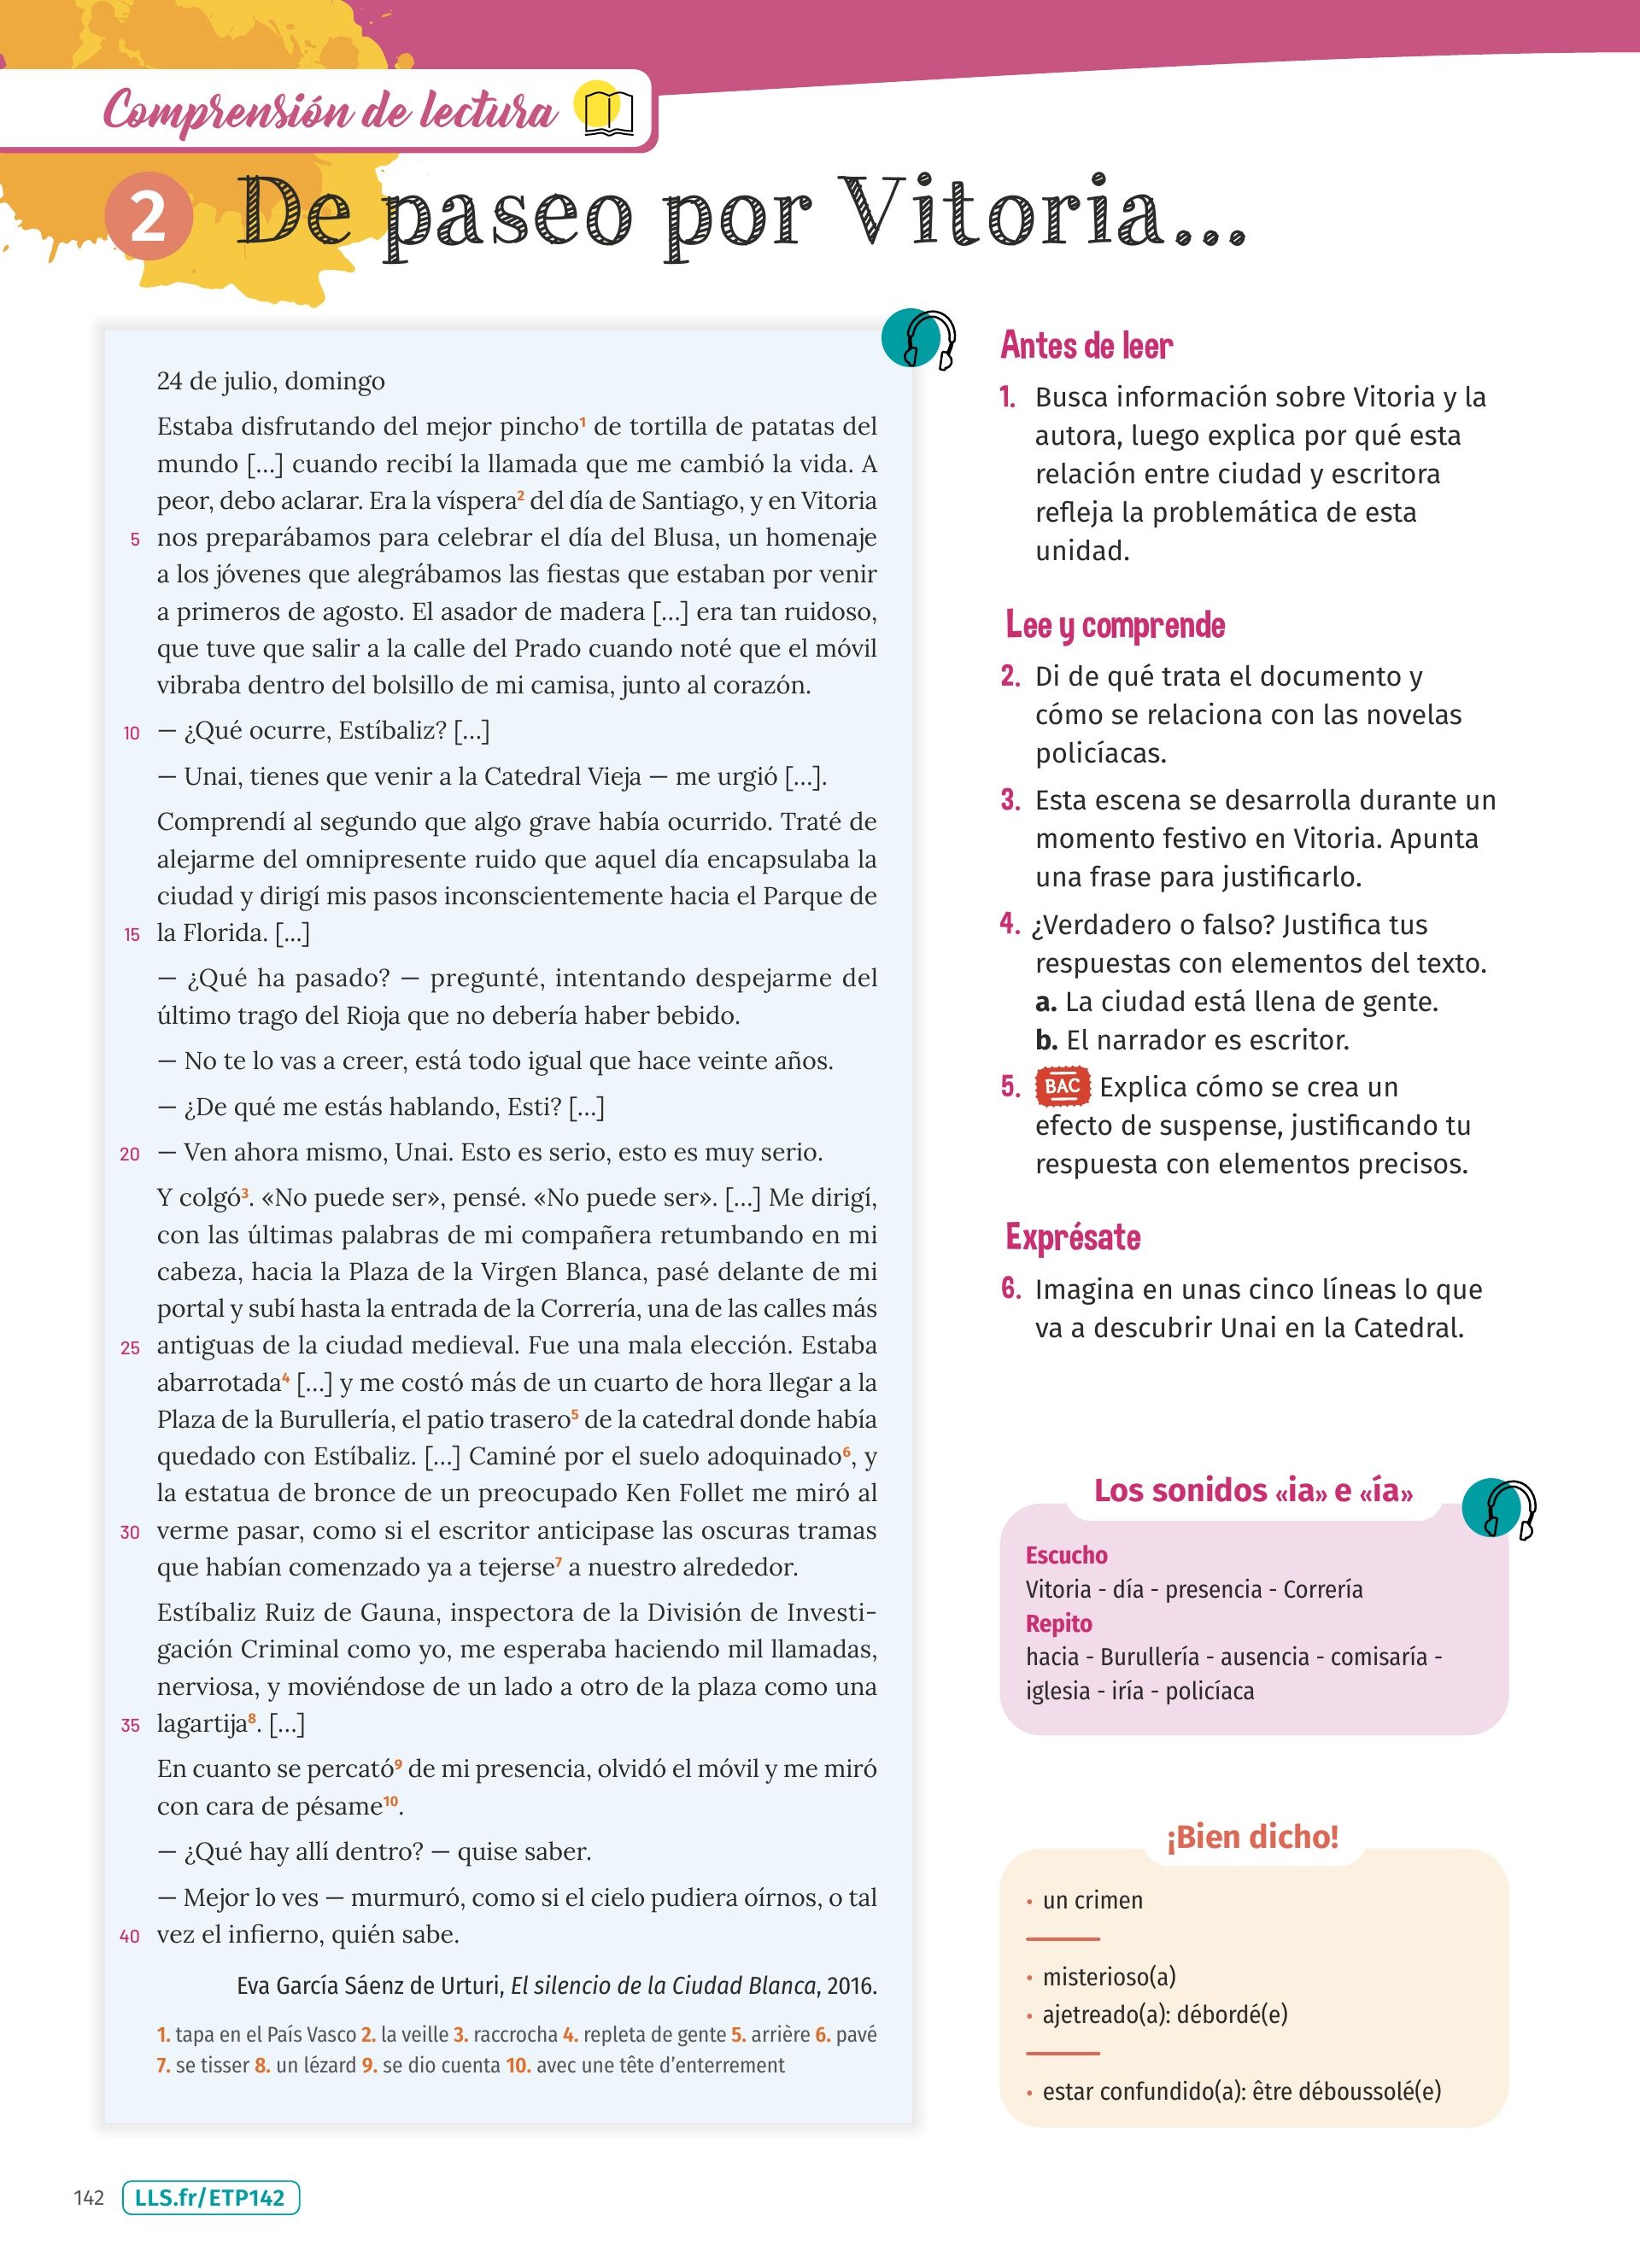 Comprensión de lectura
2 De paseo por Vitoria...
24 de julio, domingo
Estaba disfrutando del mejor pincho¹ de tortilla de patatas del
mundo [...] cuando recibí la llamada que me cambió la vida. A
peor, debo aclarar. Era la víspera² del día de Santiago, y en Vitoria
5 nos preparábamos para celebrar el día del Blusa, un homenaje
a los jóvenes que alegrábamos las fiestas que estaban por venir
a primeros de agosto. El asador de madera [...] era tan ruidoso,
que tuve que salir a la calle del Prado cuando noté que el móvil
vibraba dentro del bolsillo de mi camisa, junto al corazón.
10 — ¿Qué ocurre, Estíbaliz? [...]
— Unai, tienes que venir a la Catedral Vieja — me urgió [...].
Comprendí al segundo que algo grave había ocurrido. Traté de
alejarme del omnipresente ruido que aquel día encapsulaba la
ciudad y dirigí mis pasos inconscientemente hacia el Parque de
15 la Florida. [...]
— ¿Qué ha pasado? — pregunté, intentando despejarme del
último trago del Rioja que no debería haber bebido.
— No te lo vas a creer, está todo igual que hace veinte años.
— ¿De qué me estás hablando, Esti? [...]
20 — Ven ahora mismo, Unai. Esto es serio, esto es muy serio.
Y colgó³. «No puede ser», pensé. «No puede ser». [...] Me dirigí,
con las últimas palabras de mi compañera retumbando en mi
cabeza, hacia la Plaza de la Virgen Blanca, pasé delante de mi
portal y subí hasta la entrada de la Correría, una de las calles más
25 antiguas de la ciudad medieval. Fue una mala elección. Estaba
abarrotada⁴ [...] y me costó más de un cuarto de hora llegar a la
Plaza de la Burullería, el patio trasero⁵ de la catedral donde había
quedado con Estíbaliz. [...] Caminé por el suelo adoquinado⁶, y
la estatua de bronce de un preocupado Ken Follet me miró al
30 verme pasar, como si el escritor anticipase las oscuras tramas
que habían comenzado ya a tejerse⁷ a nuestro alrededor.
Estíbaliz Ruiz de Gauna, inspectora de la División de Investi-
gación Criminal como yo, me esperaba haciendo mil llamadas,
nerviosa, y moviéndose de un lado a otro de la plaza como una
35 lagartija⁸. [...]
En cuanto se percató⁹ de mi presencia, olvidó el móvil y me miró
con cara de pésame¹⁰.
— ¿Qué hay allí dentro? — quise saber.
— Mejor lo ves — murmuró, como si el cielo pudiera oírnos, o tal
40 vez el infierno, quién sabe.
Eva García Sáenz de Urturi, El silencio de la Ciudad Blanca, 2016.
1. tapa en el País Vasco 2. la veille 3. raccrocha 4. repleta de gente 5. arrière 6. pavé
7. se tisser 8. un lézard 9. se dio cuenta 10. avec une tête d'enterrement
Antes de leer
1. Busca información sobre Vitoria y la
autora, luego explica por qué esta
relación entre ciudad y escritora
refleja la problemática de esta
unidad.
Lee y comprende
2. Di de qué trata el documento y
cómo se relaciona con las novelas
policíacas.
3. Esta escena se desarrolla durante un
momento festivo en Vitoria. Apunta
una frase para justificarlo.
4. ¿Verdadero o falso? Justifica tus
respuestas con elementos del texto.
a. La ciudad está llena de gente.
b. El narrador es escritor.
5. BAC Explica cómo se crea un
efecto de suspense, justificando tu
respuesta con elementos precisos.
Exprésate
6. Imagina en unas cinco líneas lo que
va a descubrir Unai en la Catedral.
Los sonidos «ia» e «ía»
Escucho
Vitoria - día - presencia - Correría
Repito
hacia - Burullería - ausencia - comisaría -
iglesia - iría - policíaca
¡Bien dicho!
• un crimen
• misterioso(a)
• ajetreado(a): débordé(e)
• estar confundido(a): être déboussolé(e)
142 LLS.fr/ETP142